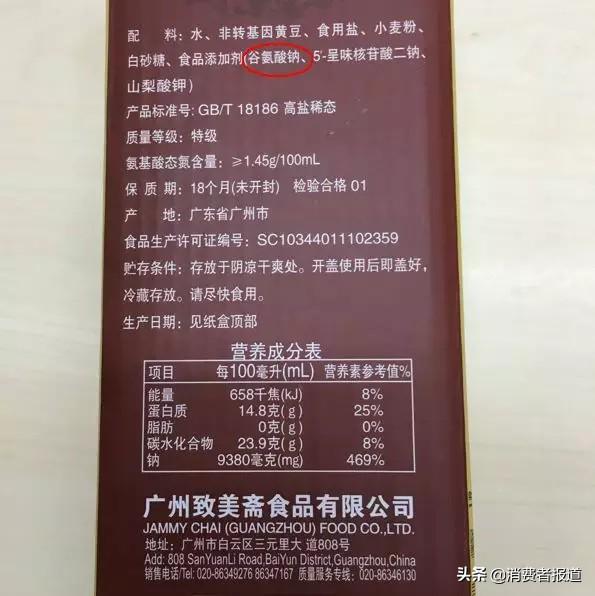 配 料：水、非转基因黄豆、食用盐、小麦粉、
白砂糖、食品添加剂(谷氨酸钠、5'-呈味核苷酸二钠、
山梨酸钾)
产品标准号: GB/T 18186 高盐稀态
质量等级: 特级
氨基酸态氮含量: ≥1.45g/100mL
保 质 期: 18个月(未开封) 检验合格 01
产 地: 广东省广州市
食品生产许可证编号: SC10344011102359
贮存条件: 存放于阴凉干爽处。开盖使用后即盖好,
冷藏存放。请尽快食用。
生产日期: 见纸盒顶部
营养成分表
项目 每100毫升(mL) 营养素参考值%
能量 658千焦(kJ) 8%
蛋白质 14.8克(g) 25%
脂肪 0克(g) 0%
碳水化合物 23.9克(g) 8%
钠 9380毫克(mg) 469%
广州致美斋食品有限公司
JAMMY CHAI (GUANGZHOU) FOOD CO.,LTD.
地址: 广州市白云区三元里大道808号
Add: 808 SanYuanLi Road,BaiYun District,Guangzhou,China
销售电话/Tel: 020-86349276 86347167 质量服务专线: 020-86346130
头条 @消费者报道